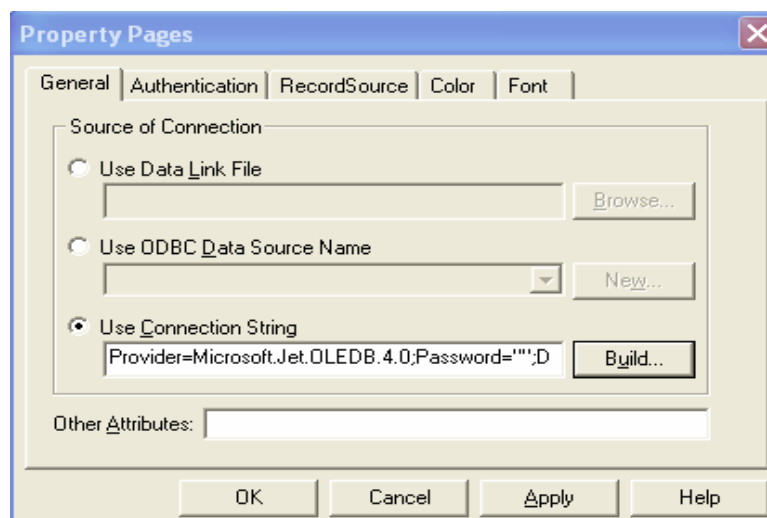 Property Pages
General Authentication RecordSource Color Font
Source of Connection
Use Data Link File
Browse...
Use ODBC Data Source Name
New...
Use Connection String
Provider=Microsoft.Jet.OLEDB.4.0;Password="";D Build...
Other Attributes:
OK Cancel Apply Help